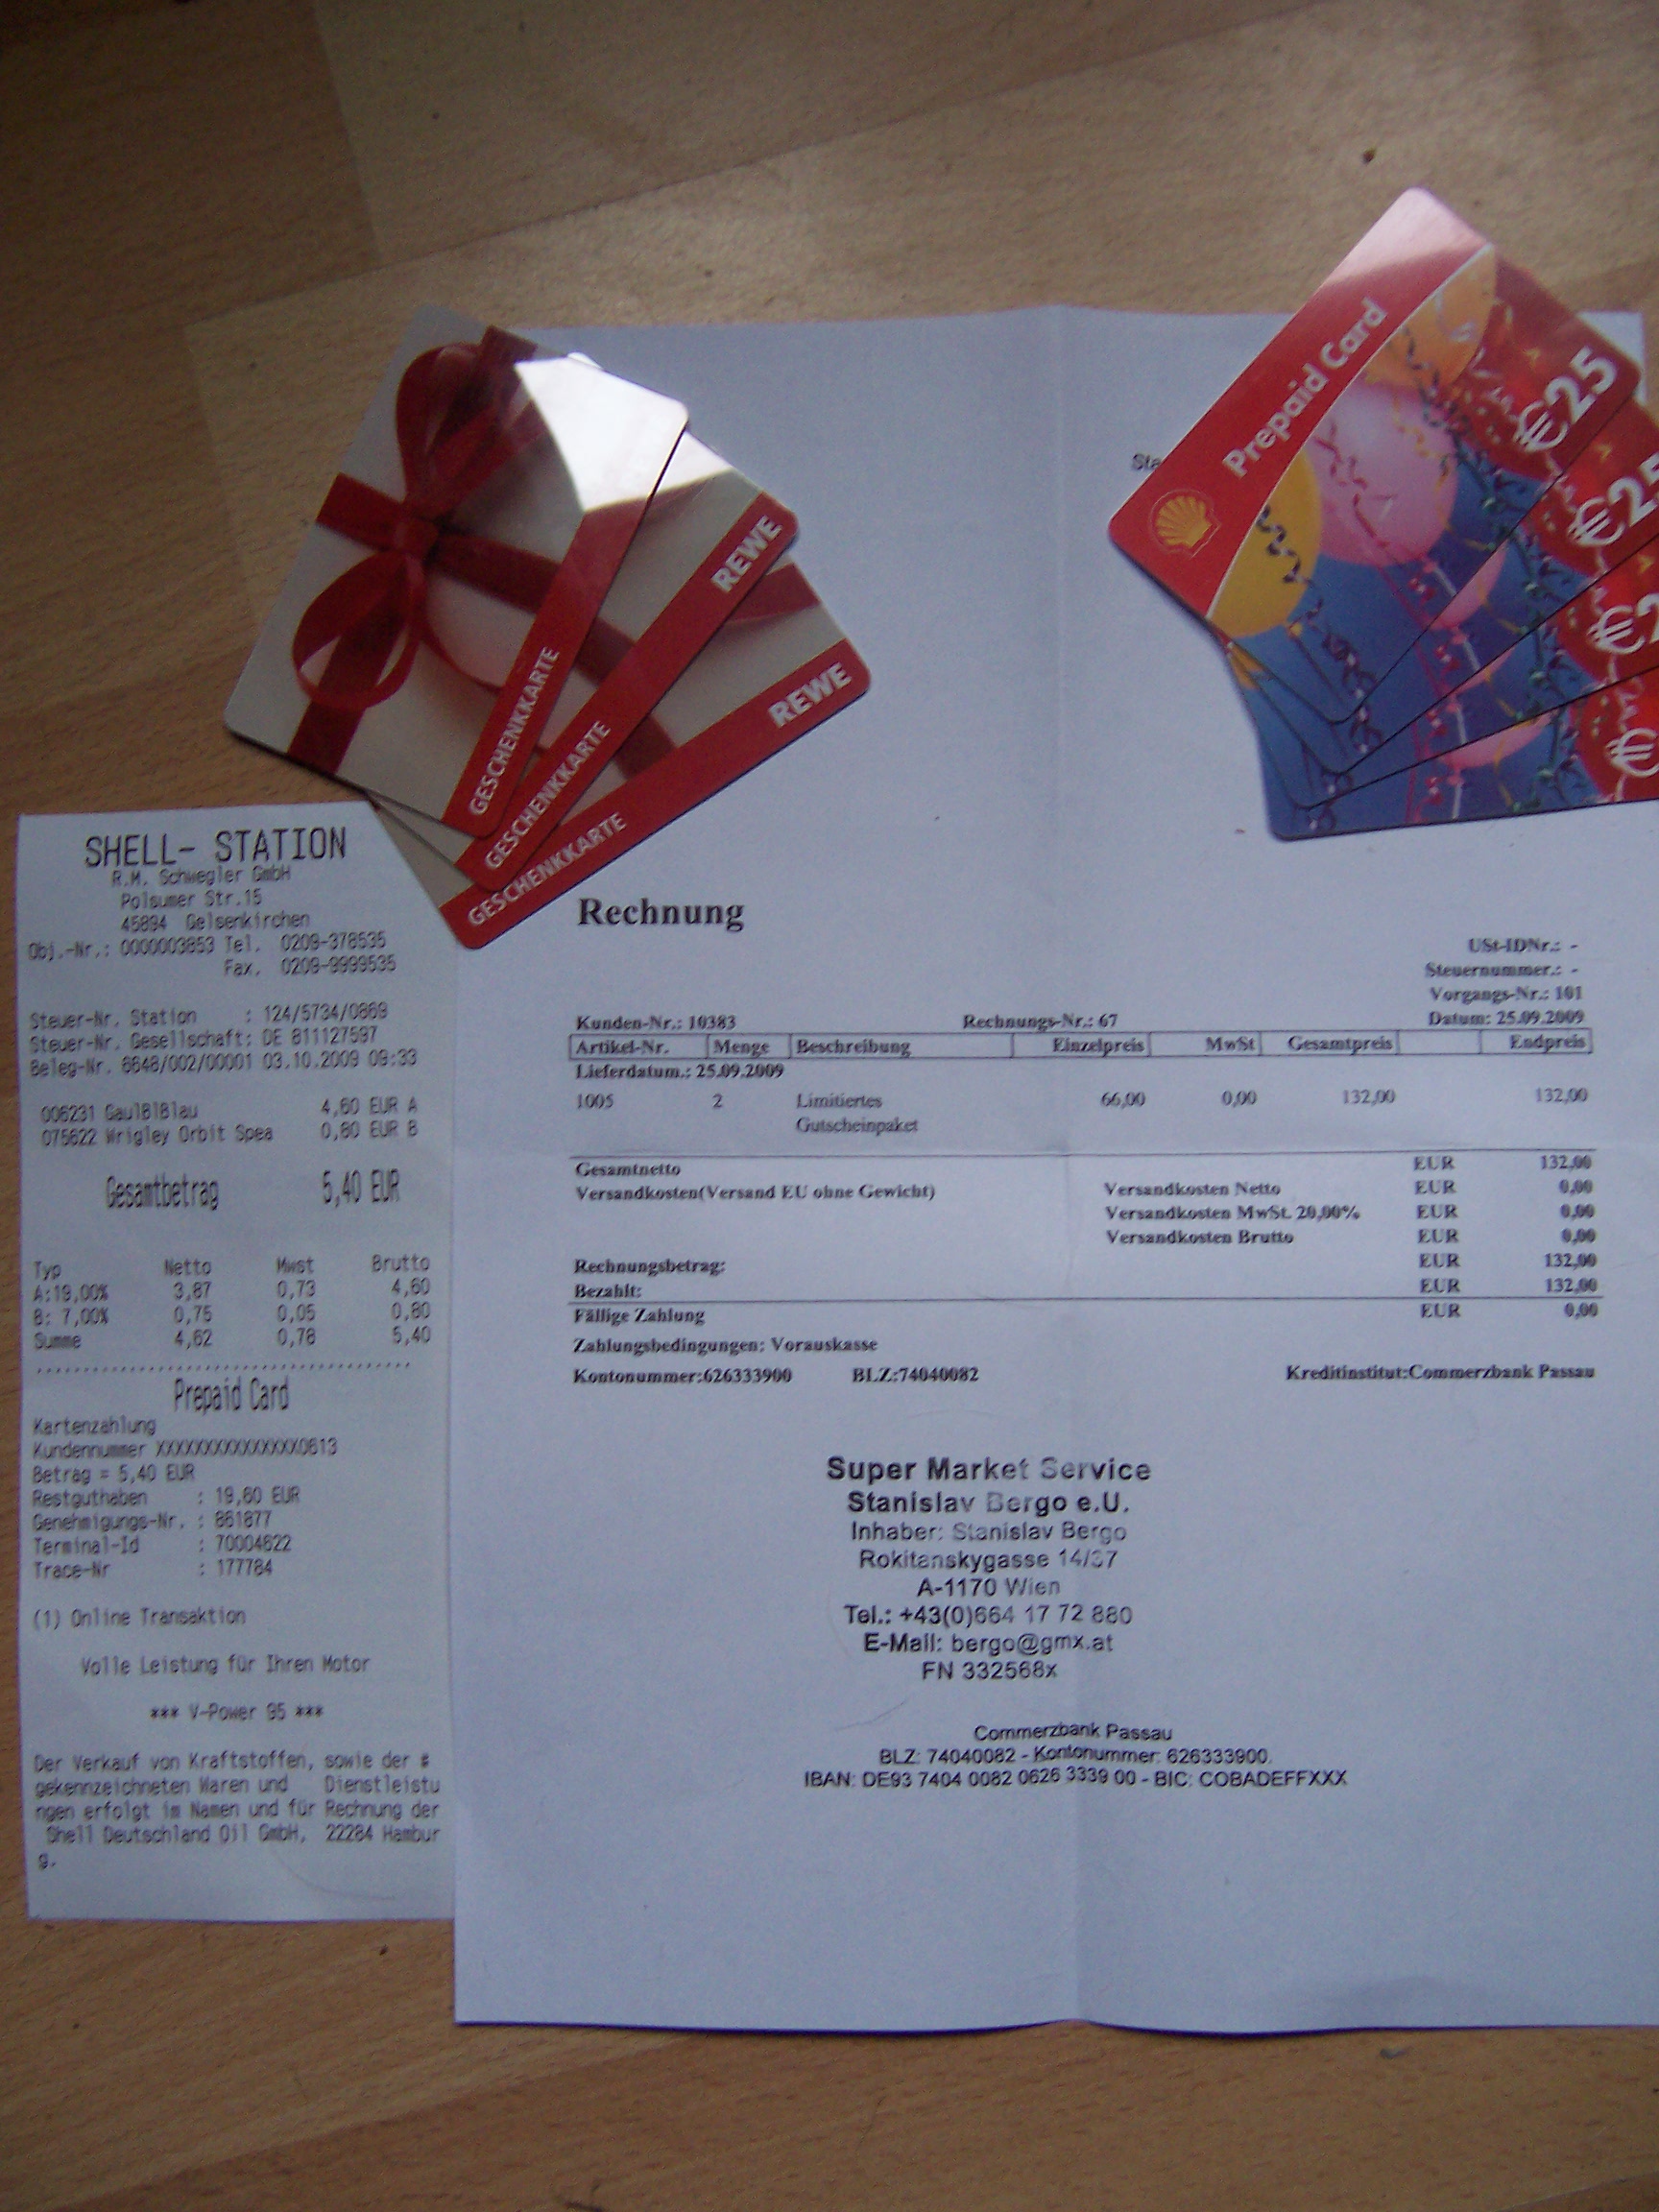 Prepaid Card
€25
€25
€2
€
GESCHENKKARTE
GESCHENKKARTE
REWE
GESCHENKKARTE
REWE
SHELL- STATION
R.M. Schwegler GmbH
Polsumer Str.15
45894 Gelsenkirchen
Obj.-Nr.: 0000003853 Tel. 0209-378535
Fax. 0209-9999535
Steuer-Nr. Station : 124/5734/0869
Steuer-Nr. Gesellschaft: DE 811127597
Beleg-Nr. 8648/002/00001 03.10.2009 09:33
006231 GaulBlBlau 4,60 EUR A
075622 Wrigley Orbit Spea 0,80 EUR B
Gesamtbetrag 5,40 EUR
Typ Netto Mwst Brutto
A:19,00% 3,87 0,73 4,60
B: 7,00% 0,75 0,05 0,80
Summe 4,62 0,78 5,40
Prepaid Card
Kartenzahlung
Kundennummer XXXXXXXXXXXXXXX0613
Betrag = 5,40 EUR
Restguthaben : 19,60 EUR
Genehmigungs-Nr. : 861877
Terminal-Id : 70004622
Trace-Nr : 177784
(1) Online Transaktion
Volle Leistung für Ihren Motor
*** V-Power 95 ***
Der Verkauf von Kraftstoffen, sowie der #
gekennzeichneten Waren und Dienstleistu
ngen erfolgt im Namen und für Rechnung der
Shell Deutschland Oil GmbH, 22284 Hambur
g.
Sta
Rechnung
USt-IDNr.: -
Steuernummer.: -
Vorgangs-Nr.: 101
Kunden-Nr.: 10383 Rechnungs-Nr.: 67 Datum: 25.09.2009
Artikel-Nr. Menge Beschreibung Einzelpreis MwSt Gesamtpreis Endpreis
Lieferdatum.: 25.09.2009
1005 2 Limitiertes 66,00 0,00 132,00 132,00
Gutscheinpaket
Gesamtnetto EUR 132,00
Versandkosten(Versand EU ohne Gewicht) Versandkosten Netto EUR 0,00
Versandkosten MwSt. 20,00% EUR 0,00
Versandkosten Brutto EUR 0,00
Rechnungsbetrag: EUR 132,00
Bezahlt: EUR 132,00
Fällige Zahlung EUR 0,00
Zahlungsbedingungen: Vorauskasse
Kontonummer:626333900 BLZ:74040082 Kreditinstitut:Commerzbank Passau
Super Market Service
Stanislav Bergo e.U.
Inhaber: Stanislav Bergo
Rokitanskygasse 14/37
A-1170 Wien
Tel.: +43(0)664 17 72 880
E-Mail: bergo@gmx.at
FN 332568x
Commerzbank Passau
BLZ: 74040082 - Kontonummer: 626333900
IBAN: DE93 7404 0082 0626 3339 00 - BIC: COBADEFFXXX